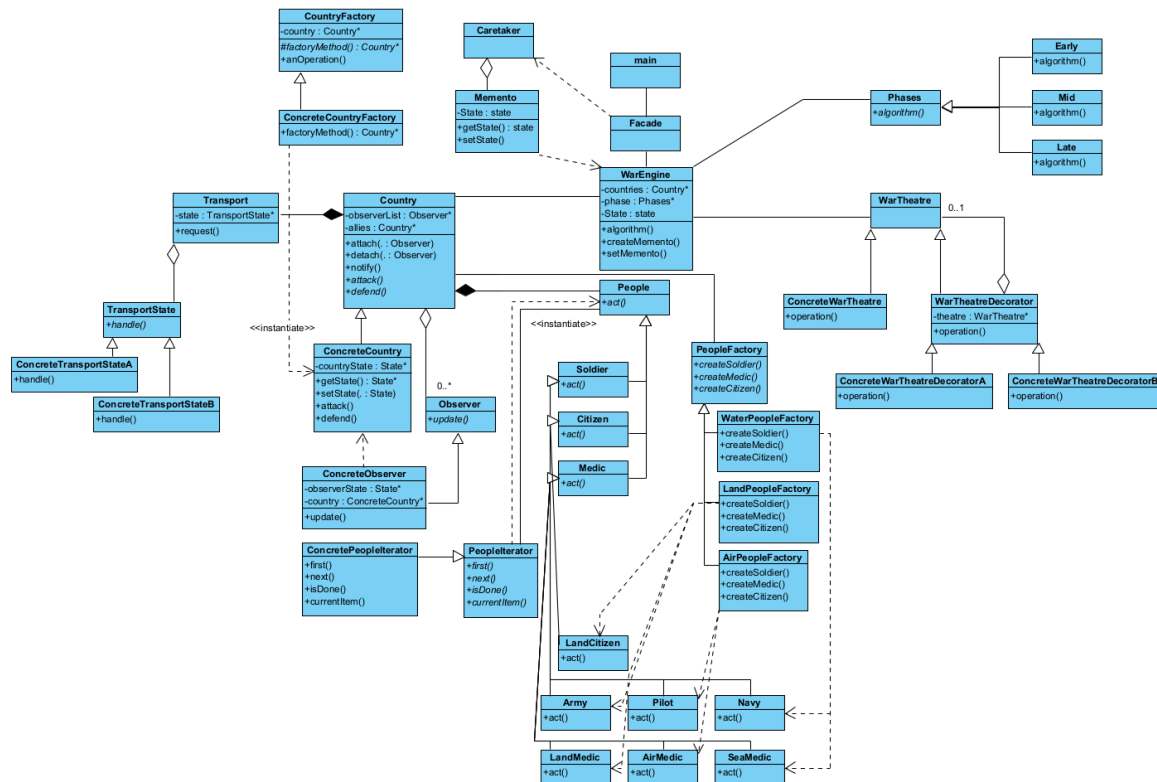 CountryFactory
-country : Country*
#factoryMethod() : Country*
+anOperation()
ConcreteCountryFactory
+factoryMethod() : Country*
Caretaker
Memento
-State : state
+getState() : state
+setState()
main
Facade
WarEngine
-countries : Country*
-phase : Phases*
-State : state
+algorithm()
+createMemento()
+setMemento()
Phases
+algorithm()
Early
+algorithm()
Mid
+algorithm()
Late
+algorithm()
Transport
-state : TransportState*
+request()
Country
-observerList : Observer*
-allies : Country*
+attach(. : Observer)
+detach(. : Observer)
+notify()
+attack()
+defend()
WarTheatre
0..1
ConcreteWarTheatre
+operation()
WarTheatreDecorator
-theatre : WarTheatre*
+operation()
ConcreteWarTheatreDecoratorA
+operation()
ConcreteWarTheatreDecoratorB
+operation()
TransportState
+handle()
ConcreteTransportStateA
+handle()
ConcreteTransportStateB
+handle()
<<instantiate>>
ConcreteCountry
-countryState : State*
+getState() : State*
+setState(. : State)
+attack()
+defend()
0..*
Observer
+update()
ConcreteObserver
-observerState : State*
-country : ConcreteCountry*
+update()
People
+act()
<<instantiate>>
Soldier
+act()
Citizen
+act()
Medic
+act()
PeopleFactory
+createSoldier()
+createMedic()
+createCitizen()
WaterPeopleFactory
+createSoldier()
+createMedic()
+createCitizen()
LandPeopleFactory
+createSoldier()
+createMedic()
+createCitizen()
AirPeopleFactory
+createSoldier()
+createMedic()
+createCitizen()
ConcretePeopleIterator
+first()
+next()
+isDone()
+currentItem()
PeopleIterator
+first()
+next()
+isDone()
+currentItem()
LandCitizen
+act()
Army
+act()
Pilot
+act()
Navy
+act()
LandMedic
+act()
AirMedic
+act()
SeaMedic
+act()